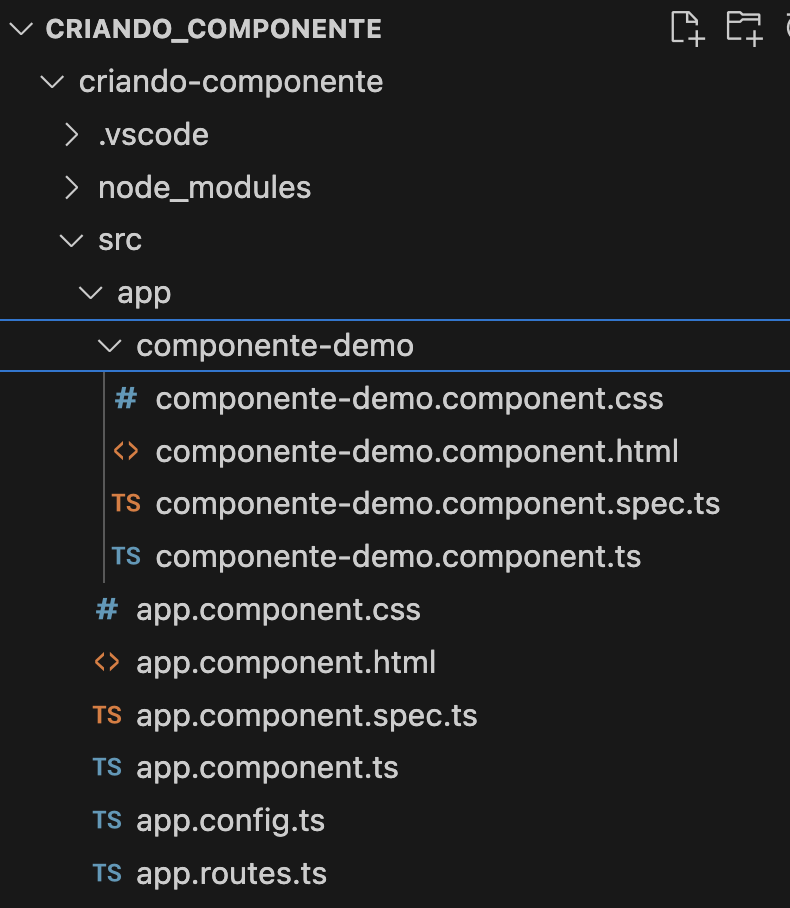 CRIANDO_COMPONENTE
criando-componente
.vscode
node_modules
src
app
componente-demo
# componente-demo.component.css
<> componente-demo.component.html
TS componente-demo.component.spec.ts
TS componente-demo.component.ts
# app.component.css
<> app.component.html
TS app.component.spec.ts
TS app.component.ts
TS app.config.ts
TS app.routes.ts